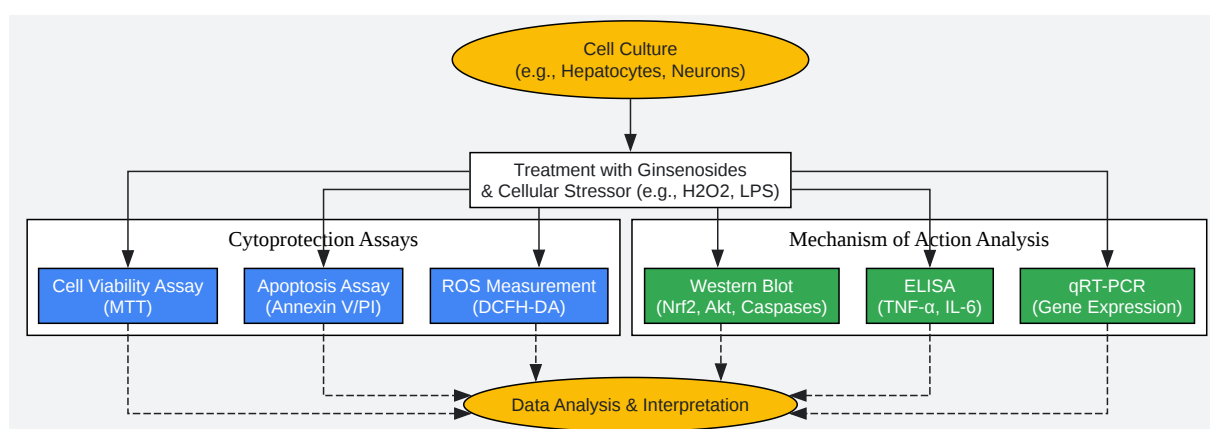 Cell Culture
(e.g., Hepatocytes, Neurons)
Treatment with Ginsenosides
& Cellular Stressor (e.g., H2O2, LPS)
Cytoprotection Assays
Mechanism of Action Analysis
Cell Viability Assay
(MTT)
Apoptosis Assay
(Annexin V/PI)
ROS Measurement
(DCFH-DA)
Western Blot
(Nrf2, Akt, Caspases)
ELISA
(TNF-α, IL-6)
qRT-PCR
(Gene Expression)
Data Analysis & Interpretation